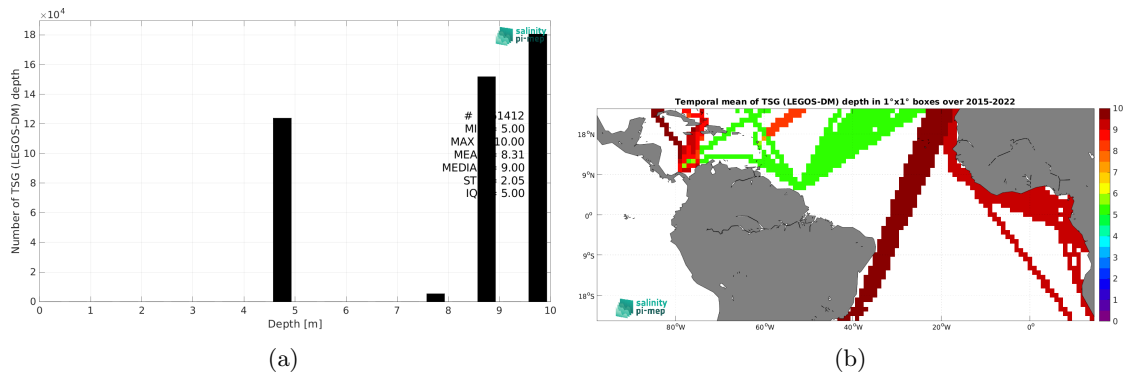 ×10⁴
salinity
pi-mep
18
16
14
12
10
8
6
4
2
0
Number of TSG (LEGOS-DM) depth
# 1412
MI 5.00
MAX 10.00
MEA 8.31
MEDIA 9.00
ST 2.05
IQ 5.00
0 1 2 3 4 5 6 7 8 9 10
Depth [m]
(a)
Temporal mean of TSG (LEGOS-DM) depth in 1°x1° boxes over 2015-2022
18°N
9°N
0°
9°S
18°S
80°W 60°W 40°W 20°W 0°
10
9
8
7
6
5
4
3
2
1
0
salinity
pi-mep
(b)